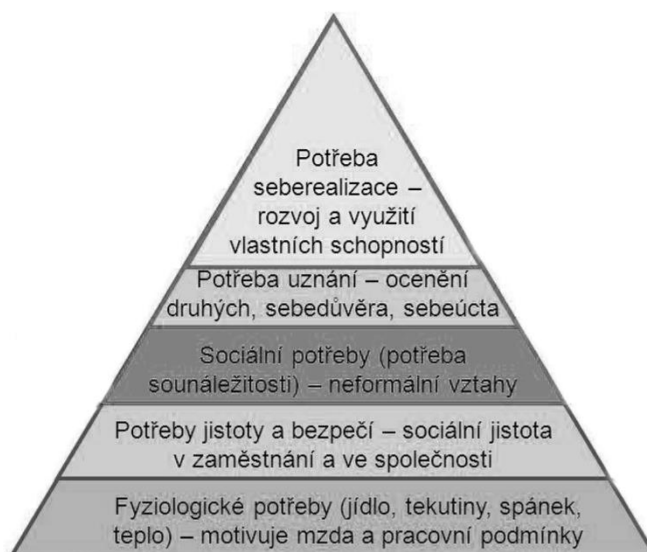 Potřeba
seberealizace –
rozvoj a využití
vlastních schopností
Potřeba uznání – ocenění
druhých, sebedůvěra, sebeúcta
Sociální potřeby (potřeba
sounáležitosti) – neformální vztahy
Potřeby jistoty a bezpečí – sociální jistota
v zaměstnání a ve společnosti
Fyziologické potřeby (jídlo, tekutiny, spánek,
teplo) – motivuje mzda a pracovní podmínky